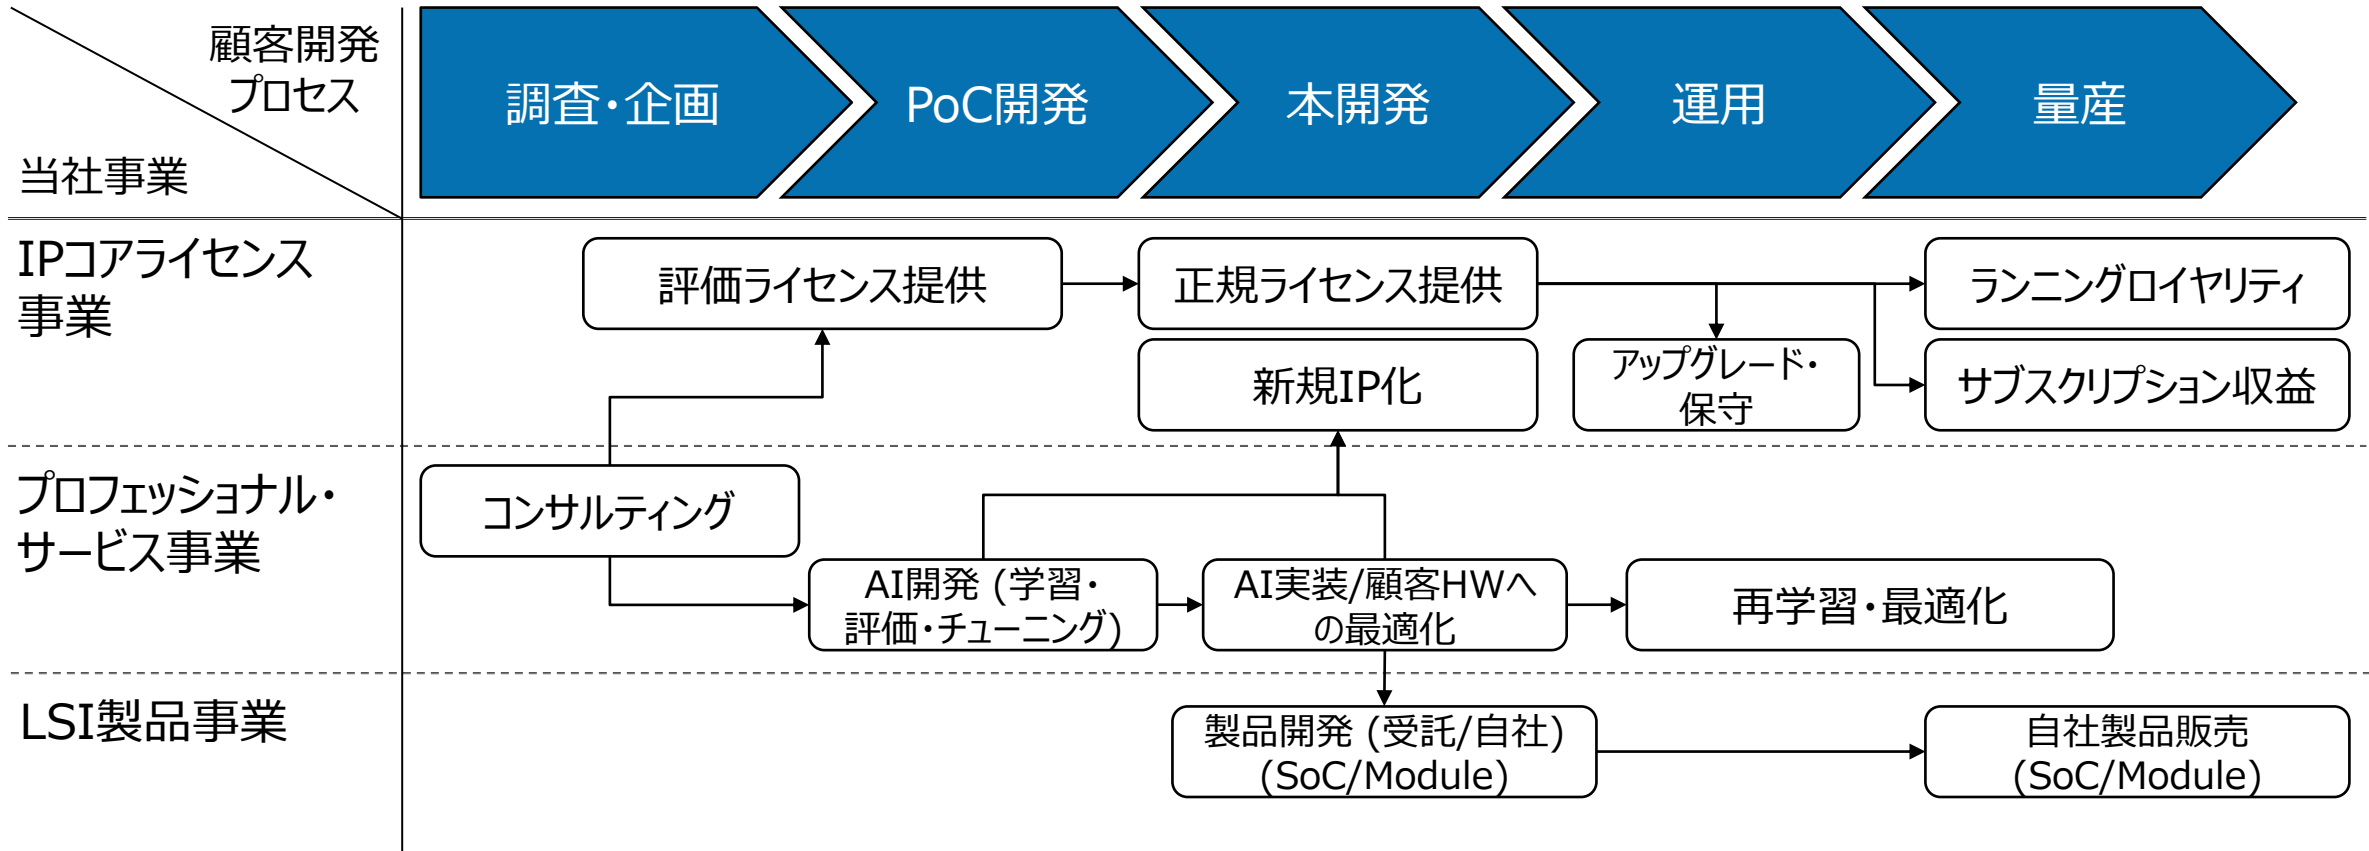 顧客開発
プロセス
当社事業
調査・企画
PoC開発
本開発
運用
量産
IPコアライセンス
事業
評価ライセンス提供
正規ライセンス提供
ランニングロイヤリティ
新規IP化
アップグレード・
保守
サブスクリプション収益
プロフェッショナル・
サービス事業
コンサルティング
AI開発 (学習・
評価・チューニング)
AI実装/顧客HWへ
の最適化
再学習・最適化
LSI製品事業
製品開発 (受託/自社)
(SoC/Module)
自社製品販売
(SoC/Module)